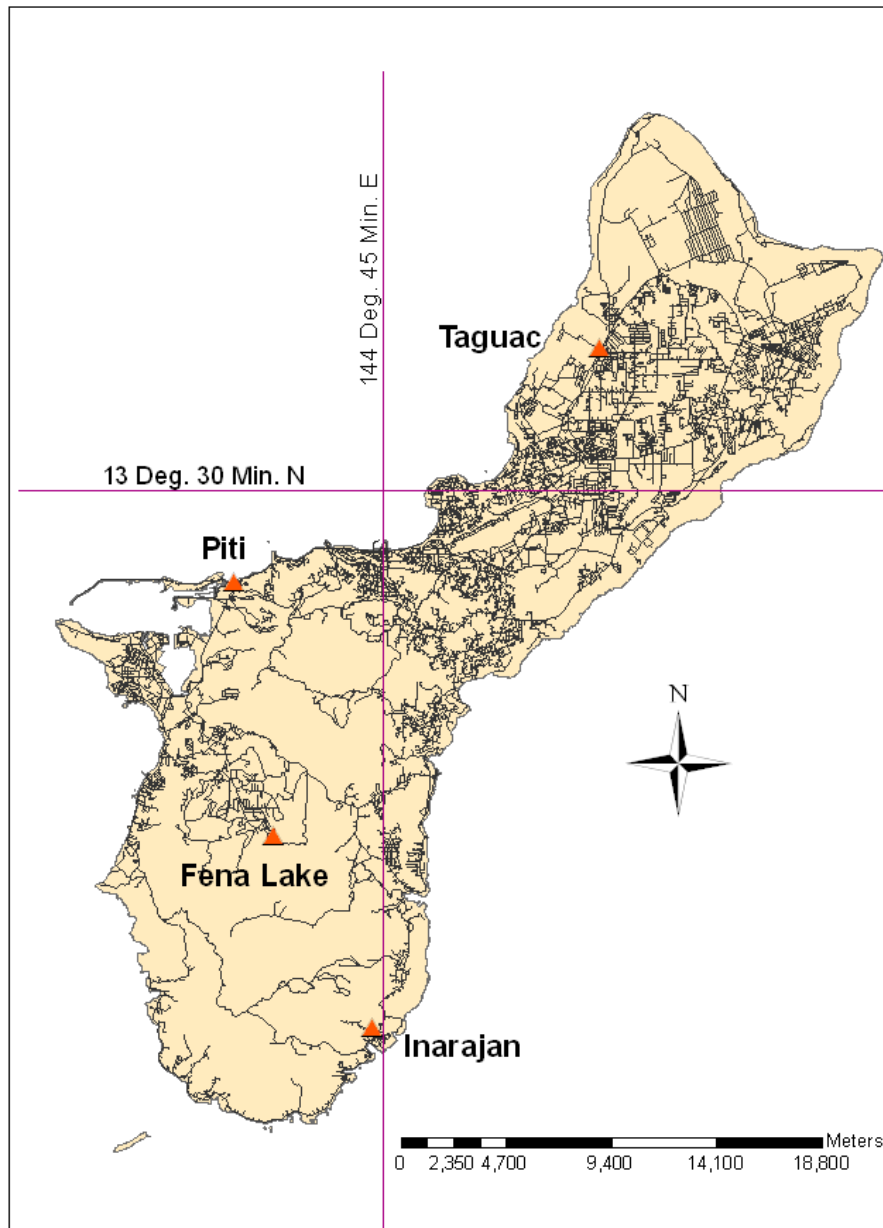 144 Deg. 45 Min. E
Taguac
13 Deg. 30 Min. N
Piti
N
Fena Lake
Inarajan
Meters
0 2,350 4,700 9,400 14,100 18,800